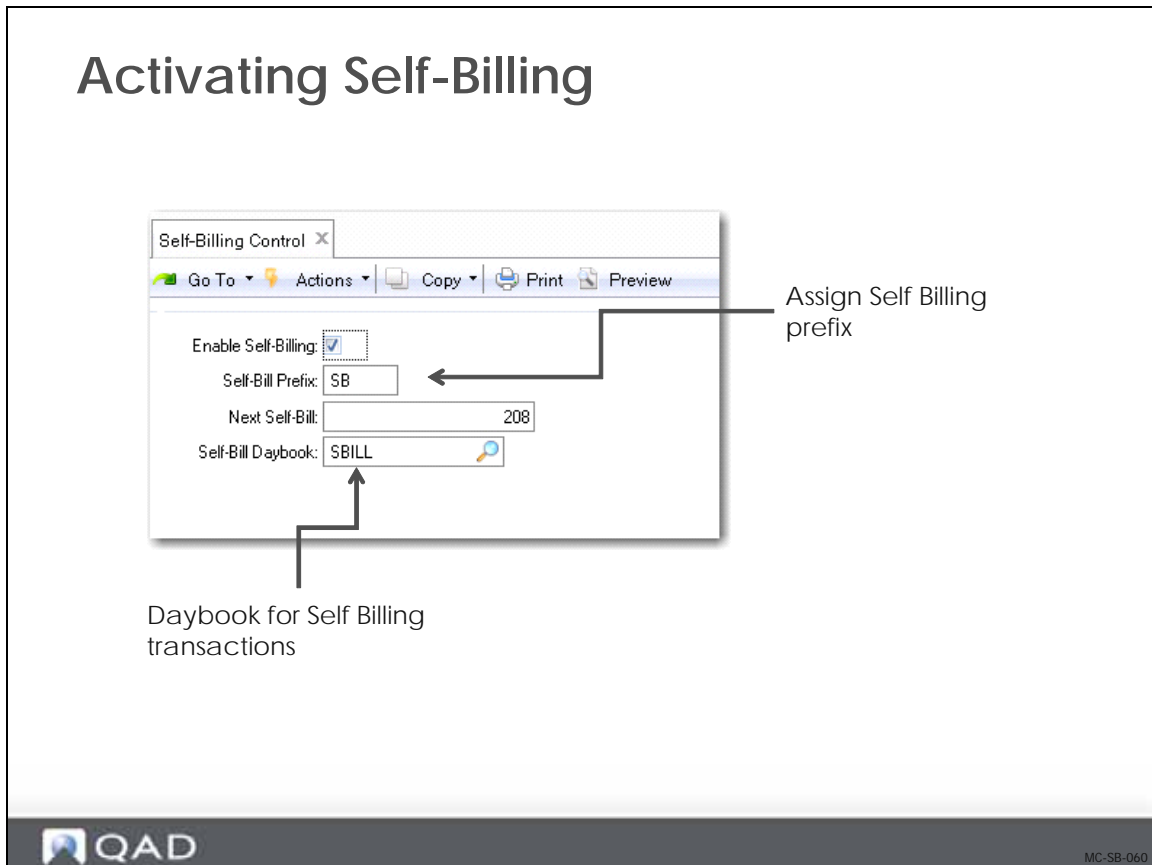 Activating Self-Billing
Self-Billing Control
Go To Actions Copy Print Preview
Enable Self-Billing:
Self-Bill Prefix: SB
Next Self-Bill: 208
Self-Bill Daybook: SBILL
Assign Self Billing
prefix
Daybook for Self Billing
transactions
QAD
MC-SB-060